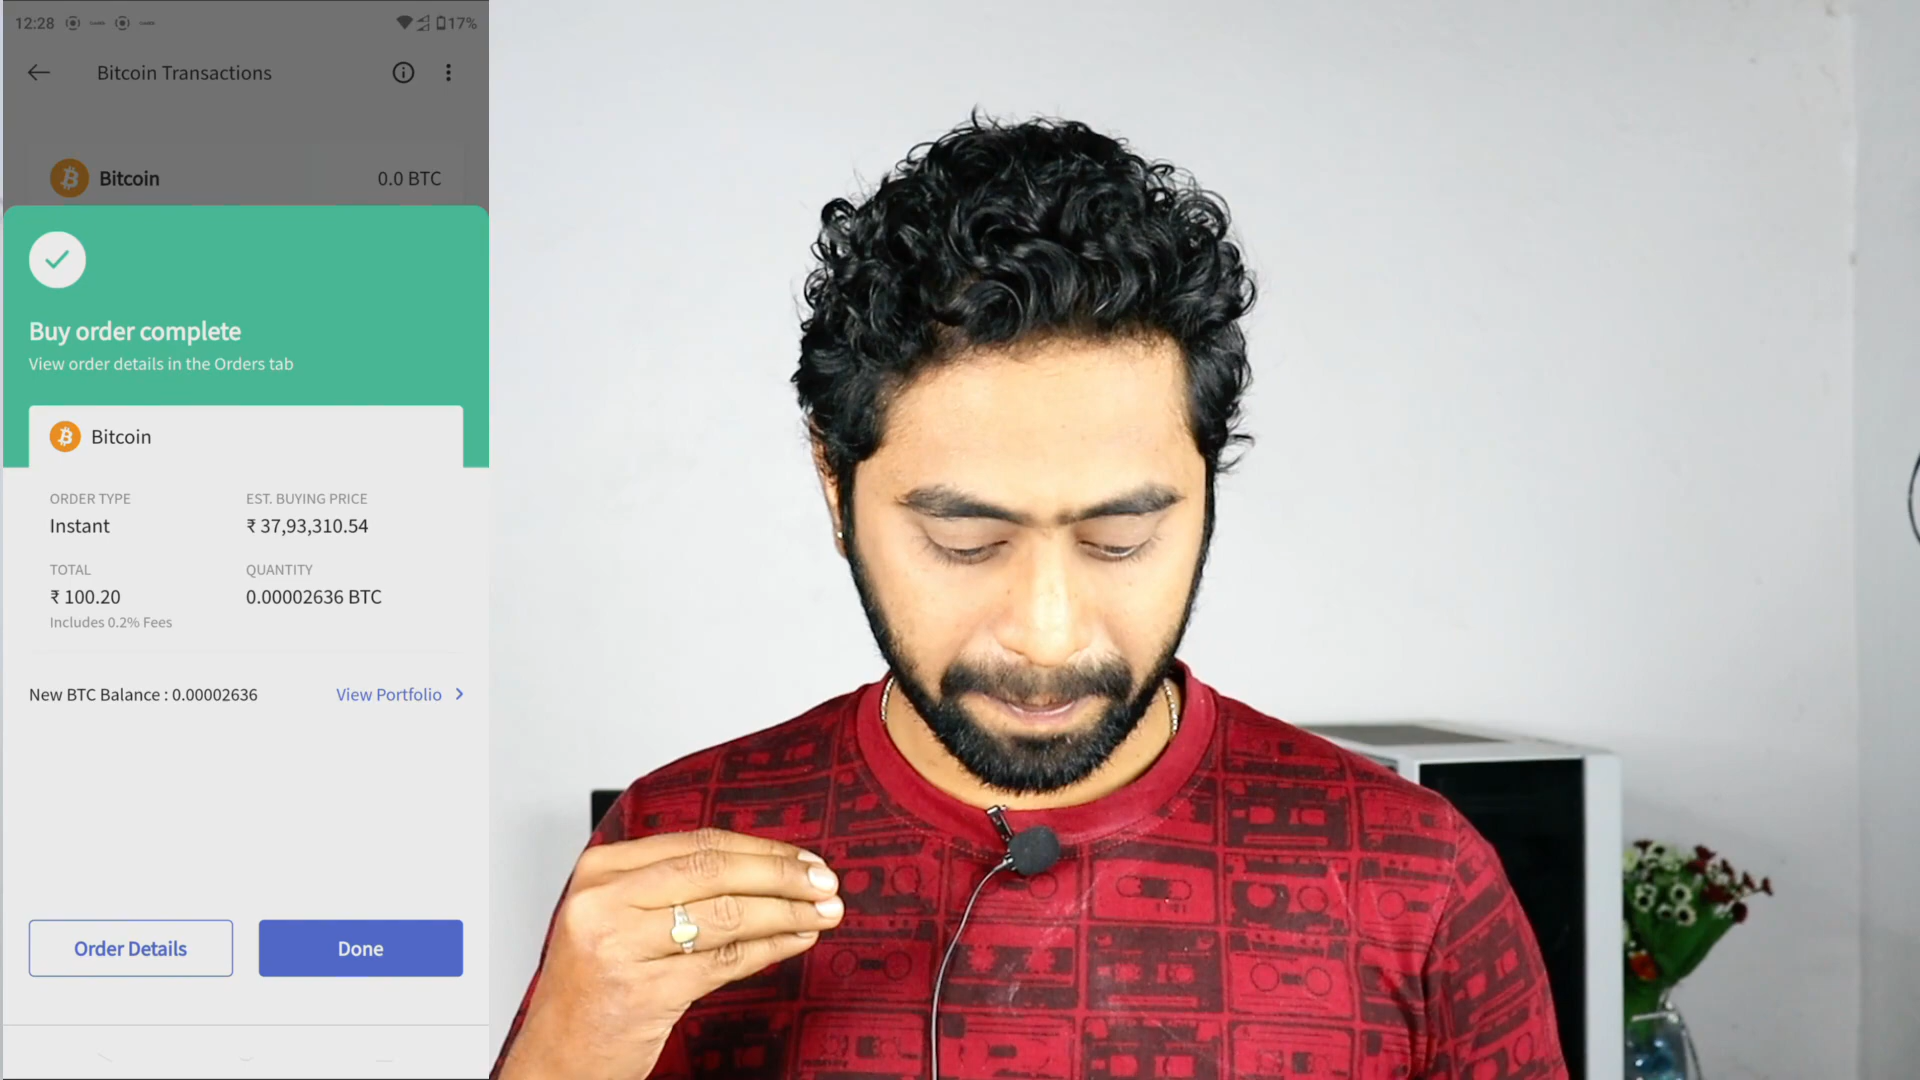 12:28
17%
Bitcoin Transactions
Bitcoin
0.0 BTC
Buy order complete
View order details in the Orders tab
Bitcoin
ORDER TYPE
EST. BUYING PRICE
Instant
₹ 37,93,310.54
TOTAL
QUANTITY
₹ 100.20
0.00002636 BTC
Includes 0.2% Fees
New BTC Balance : 0.00002636
View Portfolio
Order Details
Done